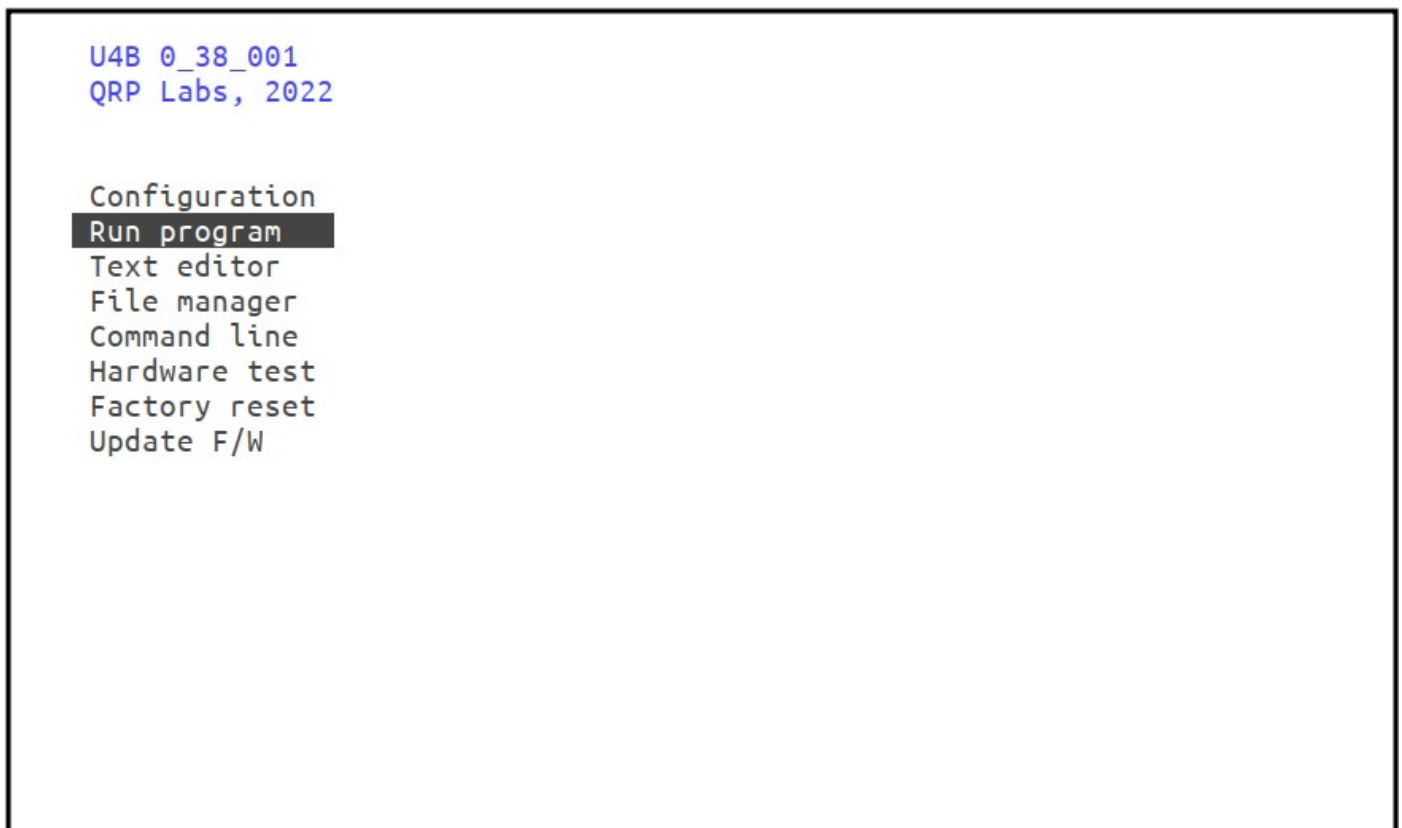 U4B 0_38_001
QRP Labs, 2022
Configuration
Run program
Text editor
File manager
Command line
Hardware test
Factory reset
Update F/W